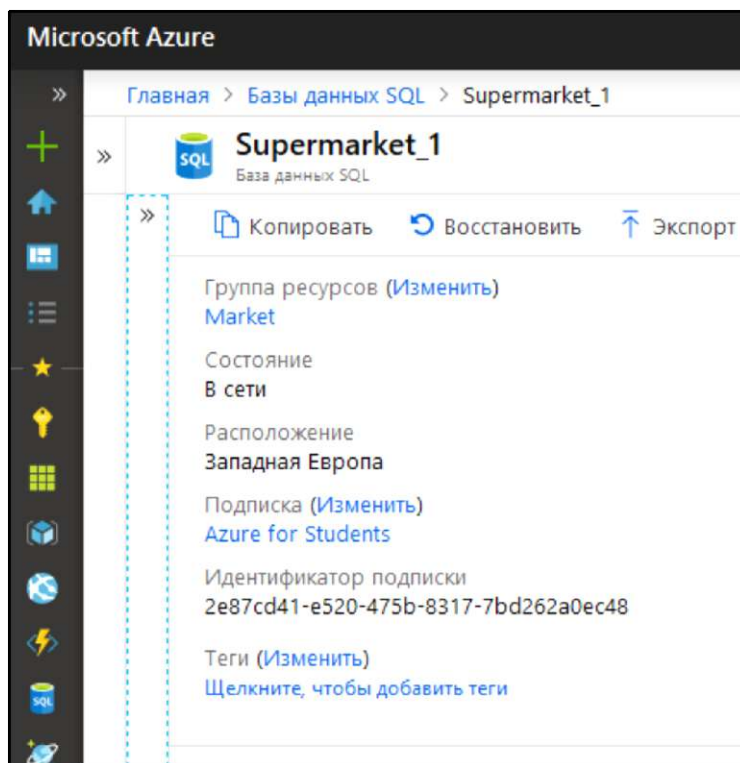 Microsoft Azure
Главная > Базы данных SQL > Supermarket_1
Supermarket_1
База данных SQL
Копировать Восстановить Экспорт
Группа ресурсов (Изменить)
Market
Состояние
В сети
Расположение
Западная Европа
Подписка (Изменить)
Azure for Students
Идентификатор подписки
2e87cd41-e520-475b-8317-7bd262a0ec48
Теги (Изменить)
Щелкните, чтобы добавить теги
SQL
SQL